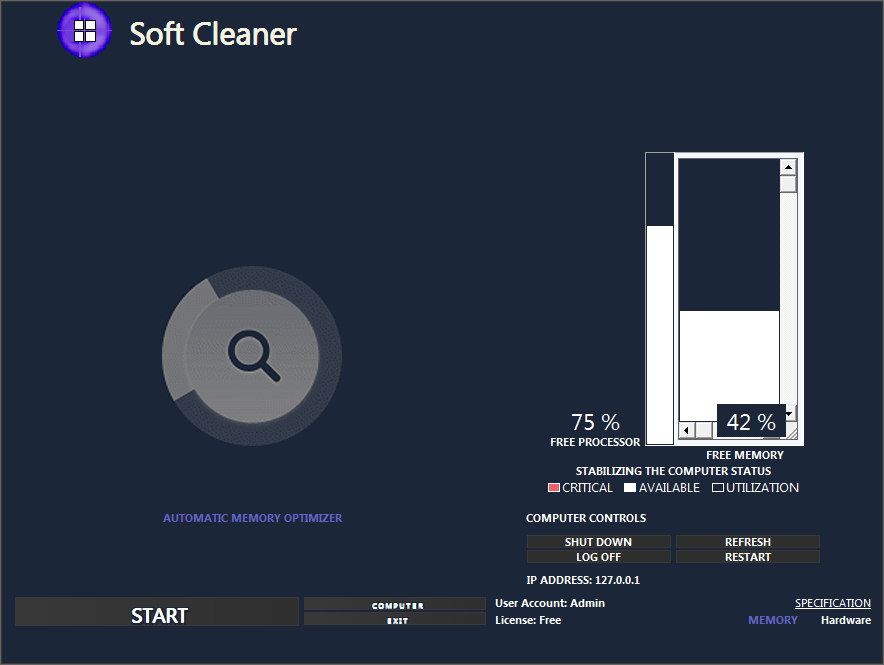 Soft Cleaner
75 %
FREE PROCESSOR
42 %
FREE MEMORY
STABILIZING THE COMPUTER STATUS
CRITICAL AVAILABLE UTILIZATION
AUTOMATIC MEMORY OPTIMIZER
COMPUTER CONTROLS
SHUT DOWN REFRESH
LOG OFF RESTART
IP ADDRESS: 127.0.0.1
START
COMPUTER
EXIT
User Account: Admin
License: Free
SPECIFICATION
MEMORY Hardware